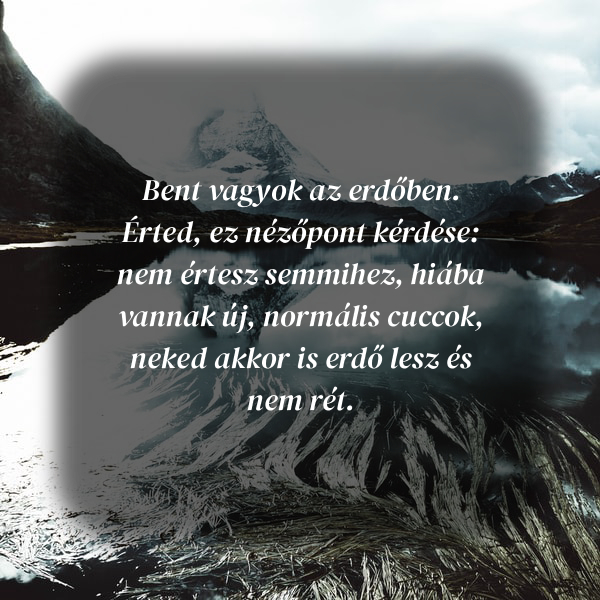 Bent vagyok az erdőben.
Érted, ez nézőpont kérdése:
nem értesz semmihez, hiába
vannak új, normális cuccok,
neked akkor is erdő lesz és
nem rét.